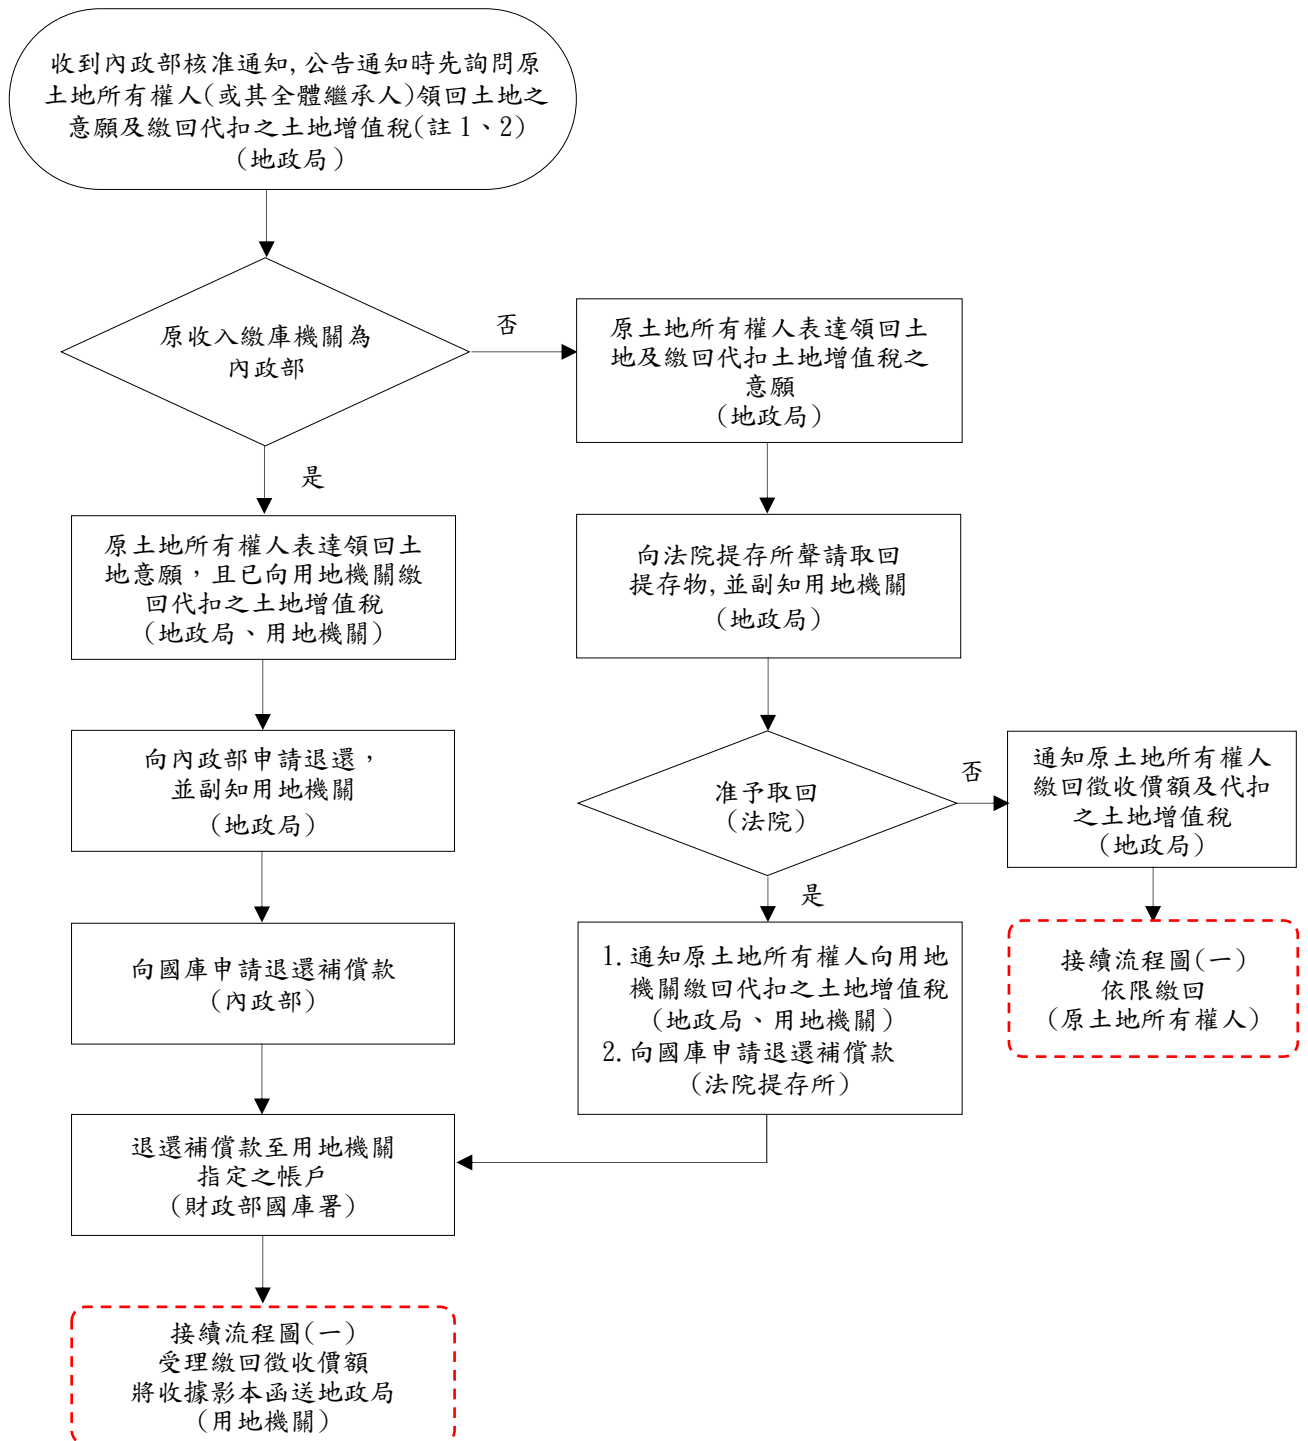 收到內政部核准通知,公告通知時先詢問原
土地所有權人(或其全體繼承人)領回土地之
意願及繳回代扣之土地增值稅(註1、2)
(地政局)
原收入繳庫機關為
內政部
否
原土地所有權人表達領回土
地及繳回代扣土地增值稅之
意願
(地政局)
是
原土地所有權人表達領回土
地意願，且已向用地機關繳
回代扣之土地增值稅
(地政局、用地機關)
向法院提存所聲請取回
提存物,並副知用地機關
(地政局)
向內政部申請退還，
並副知用地機關
(地政局)
准予取回
(法院)
否
通知原土地所有權人
繳回徵收價額及代扣
之土地增值稅
(地政局)
是
向國庫申請退還補償款
(內政部)
1.通知原土地所有權人向用地
機關繳回代扣之土地增值稅
(地政局、用地機關)
2.向國庫申請退還補償款
(法院提存所)
接續流程圖(一)
依限繳回
(原土地所有權人)
退還補償款至用地機關
指定之帳戶
(財政部國庫署)
接續流程圖(一)
受理繳回徵收價額
將收據影本函送地政局
(用地機關)